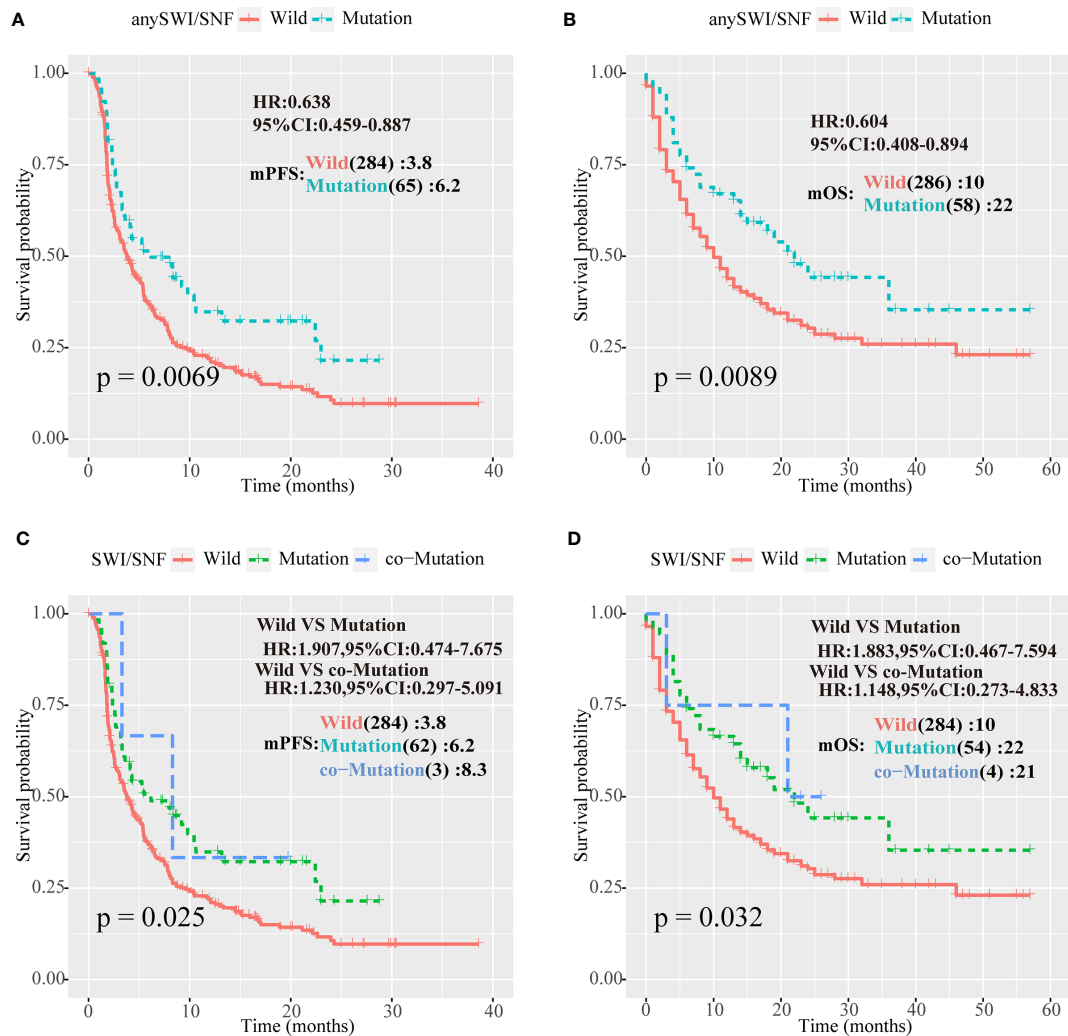 A
anySWI/SNF Wild Mutation
Survival probability
1.00
0.75
0.50
0.25
0.00
HR:0.638
95%CI:0.459-0.887
mPFS:
Wild(284) :3.8
Mutation(65) :6.2
p = 0.0069
0 10 20 30 40
Time (months)
B
anySWI/SNF Wild Mutation
Survival probability
1.00
0.75
0.50
0.25
0.00
HR:0.604
95%CI:0.408-0.894
mOS:
Wild(286) :10
Mutation(58) :22
p = 0.0089
0 10 20 30 40 50 60
Time (months)
C
SWI/SNF Wild Mutation co−Mutation
Survival probability
1.00
0.75
0.50
0.25
0.00
Wild VS Mutation
HR:1.907,95%CI:0.474-7.675
Wild VS co-Mutation
HR:1.230,95%CI:0.297-5.091
mPFS:
Wild(284) :3.8
Mutation(62) :6.2
co−Mutation(3) :8.3
p = 0.025
0 10 20 30 40
Time (months)
D
SWI/SNF Wild Mutation co−Mutation
Survival probability
1.00
0.75
0.50
0.25
0.00
Wild VS Mutation
HR:1.883,95%CI:0.467-7.594
Wild VS co-Mutation
HR:1.148,95%CI:0.273-4.833
mOS:
Wild(284) :10
Mutation(54) :22
co−Mutation(4) :21
p = 0.032
0 10 20 30 40 50 60
Time (months)